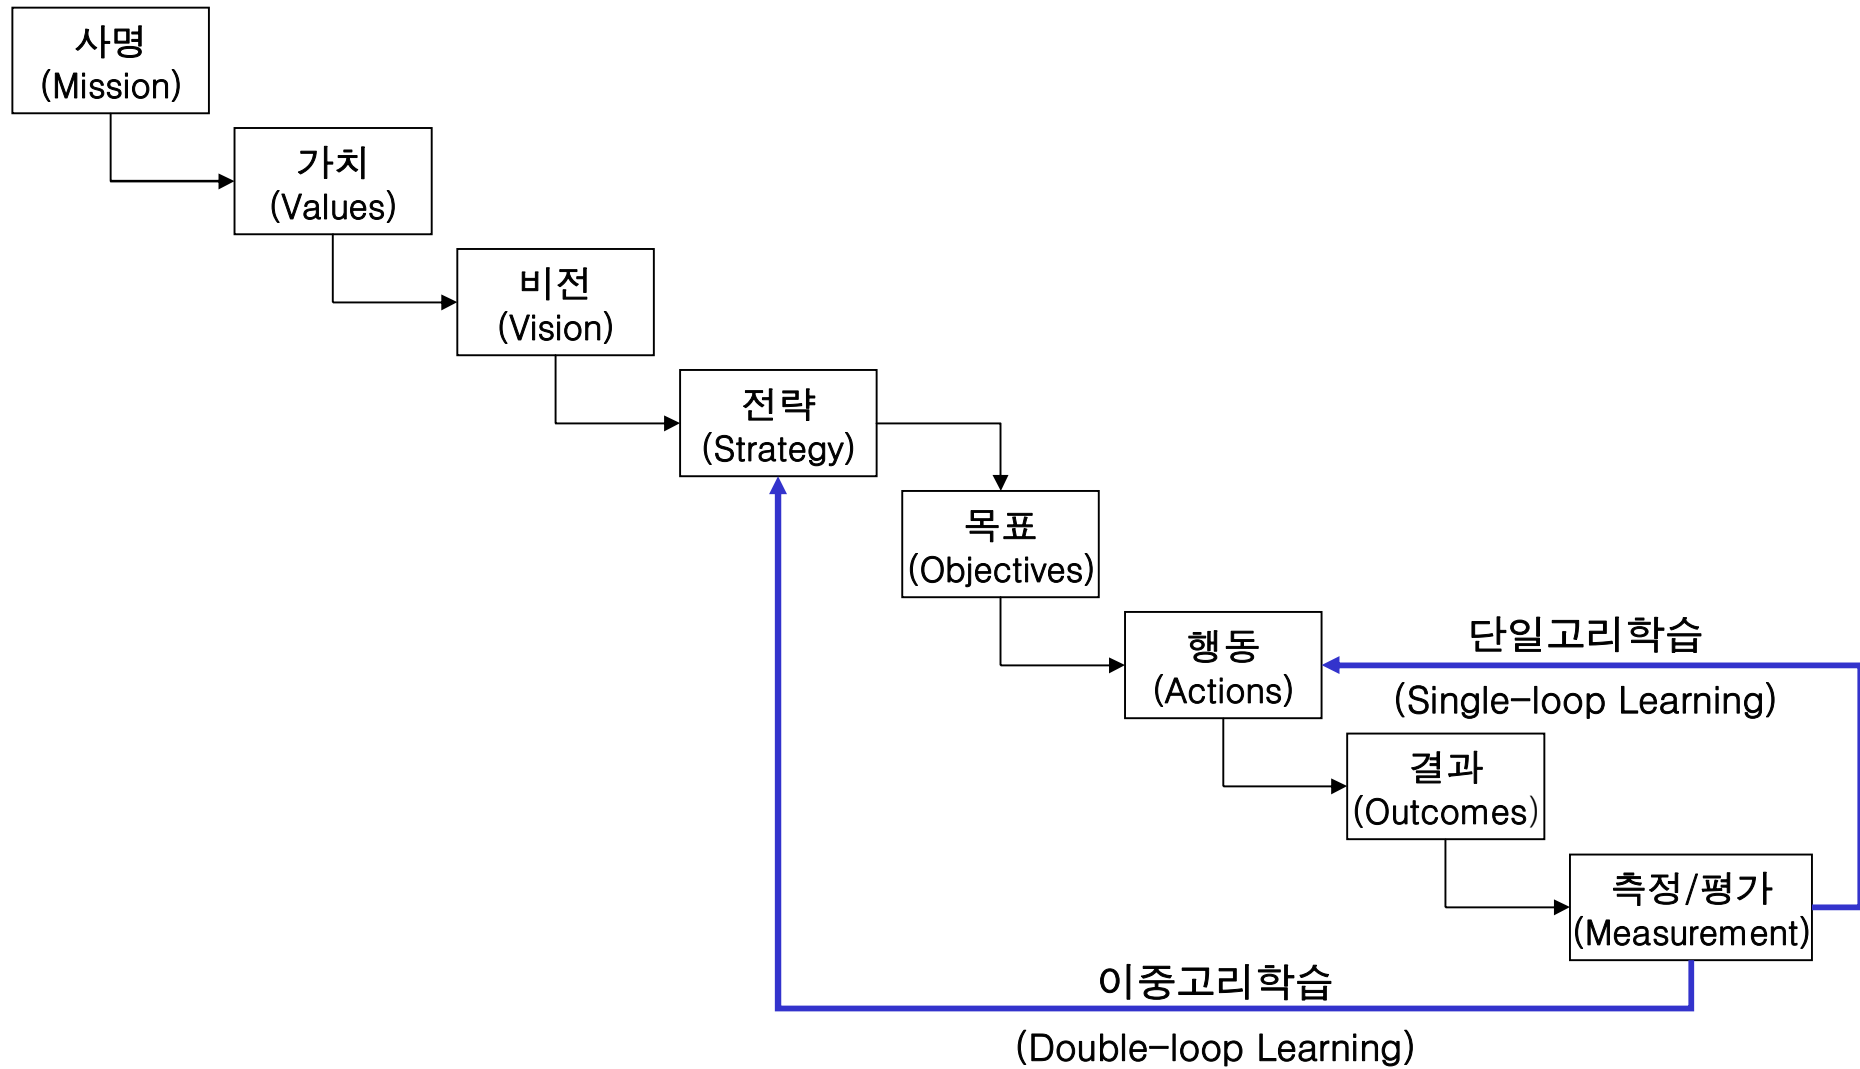 사명
(Mission)
가치
(Values)
비전
(Vision)
전략
(Strategy)
목표
(Objectives)
행동
(Actions)
단일고리학습
(Single-loop Learning)
결과
(Outcomes)
측정/평가
(Measurement)
이중고리학습
(Double-loop Learning)